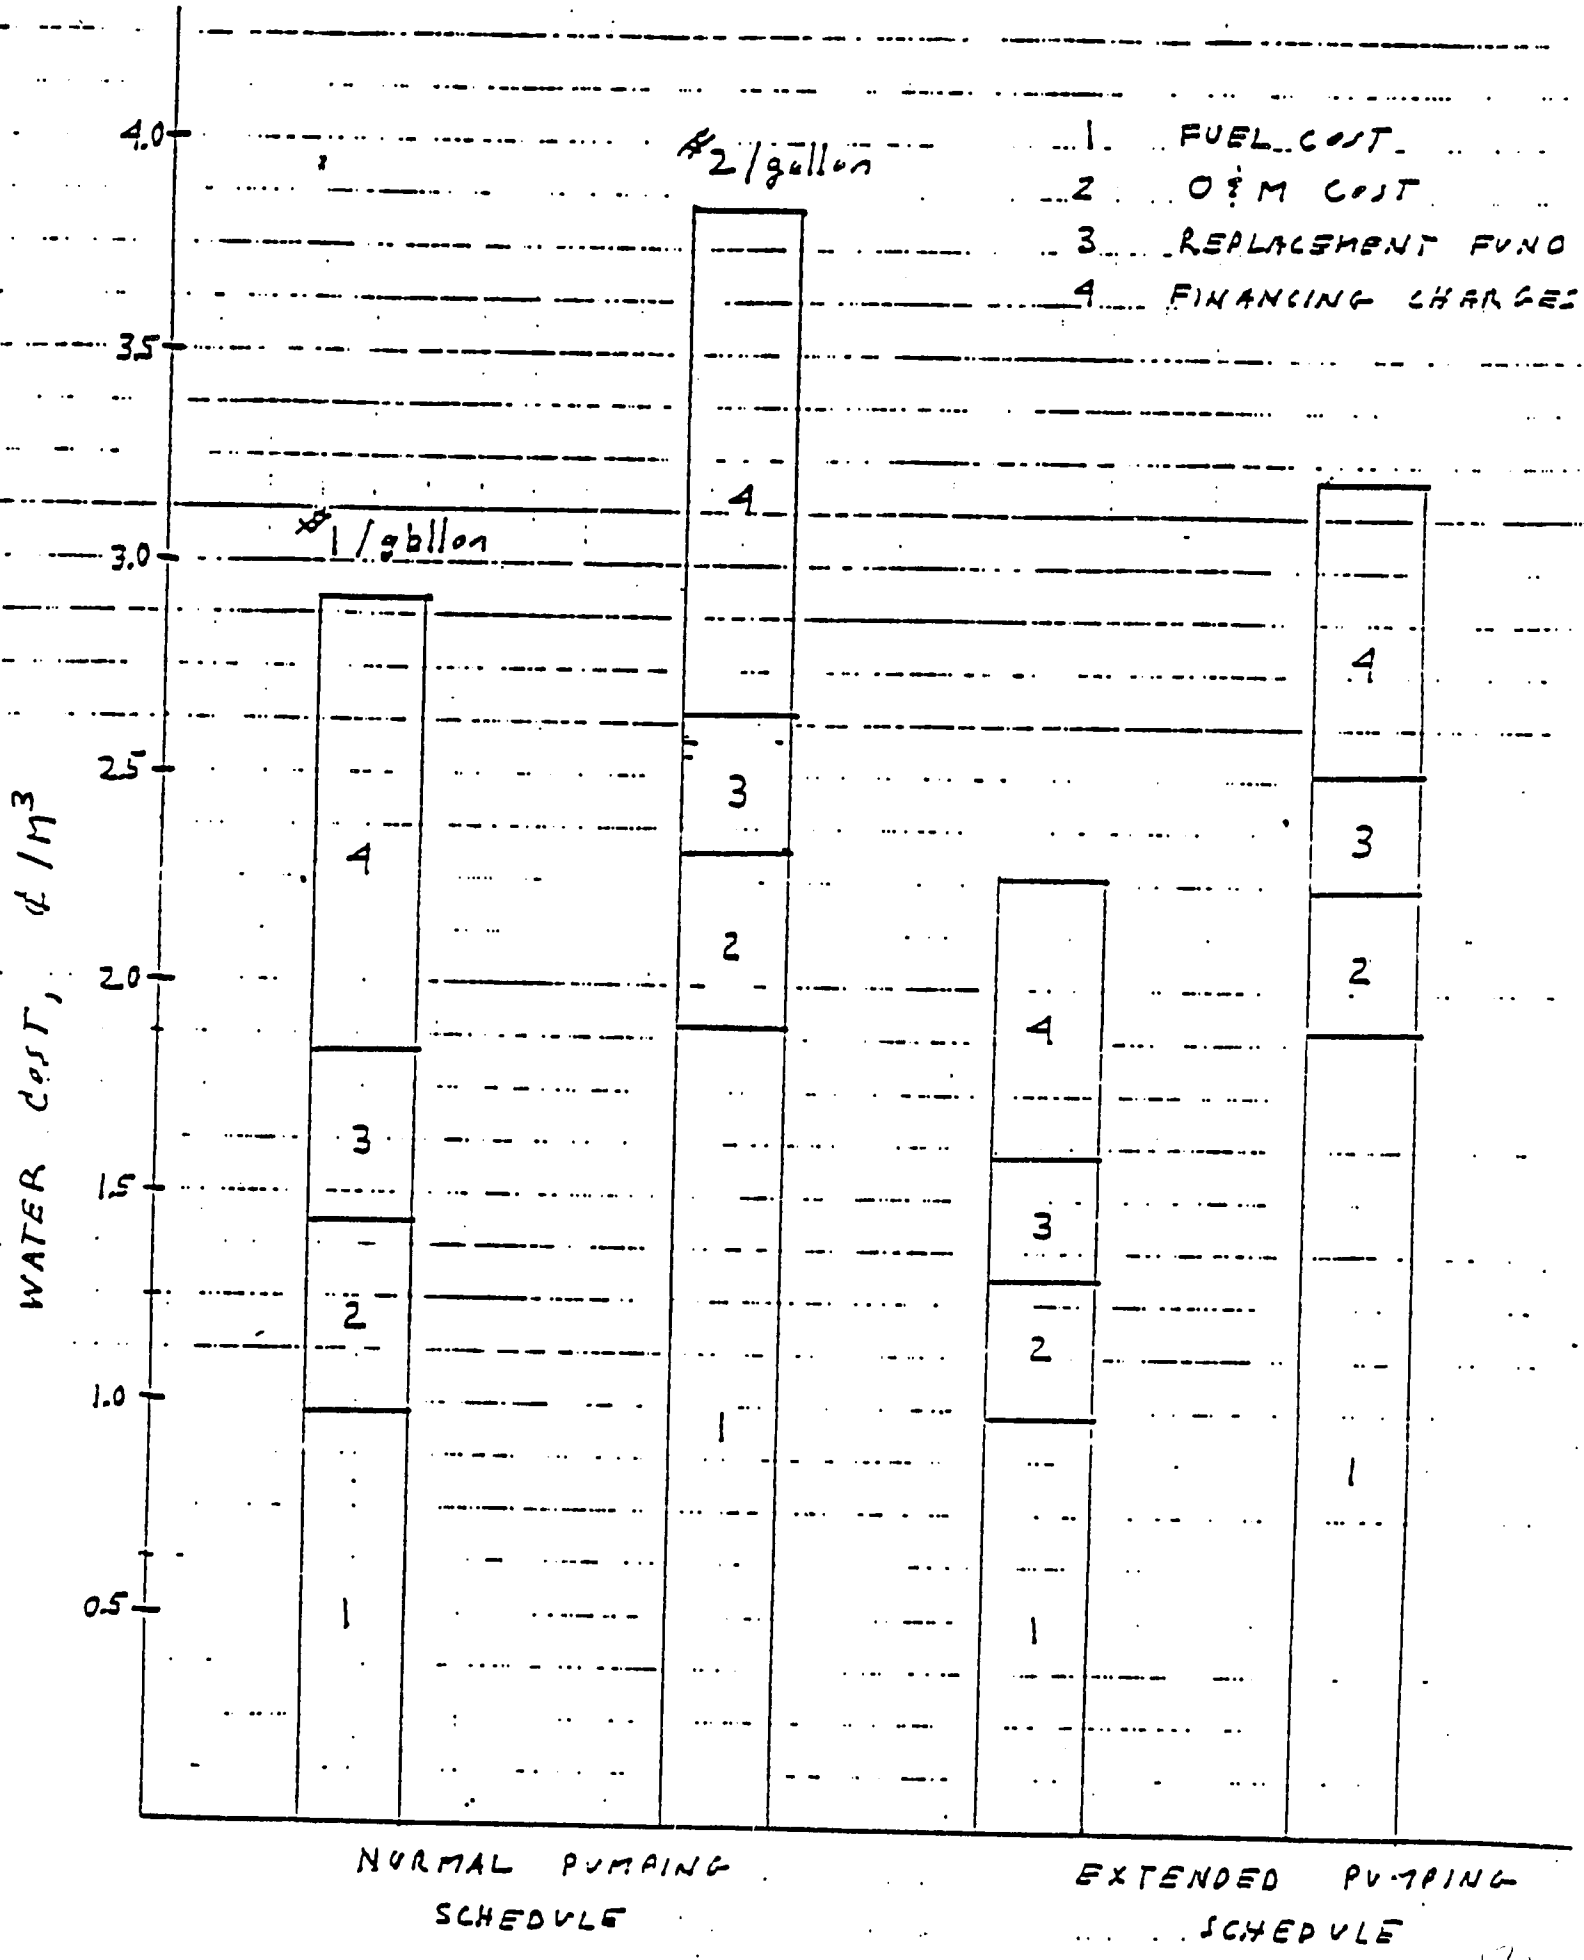 4.0
3.5
3.0
2.5
2.0
1.5
1.0
0.5
WATER COST, ¢/M³
1 FUEL COST
2 O & M COST
3 REPLACEMENT FUND
4 FINANCING CHARGES
$1/gallon
4
3
2
1
$2/gallon
4
3
2
1
4
3
2
1
4
3
2
1
NORMAL PUMPING
SCHEDULE
EXTENDED PUMPING
SCHEDULE